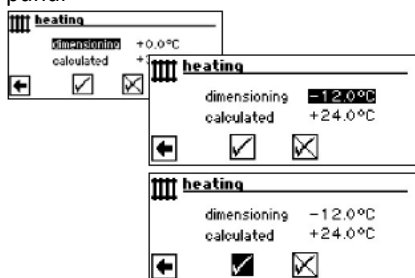 heating
dimensioning +0.0°C
calculated
heating
dimensioning -12.0°C
calculated +24.0°C
heating
dimensioning -12.0°C
calculated +24.0°C